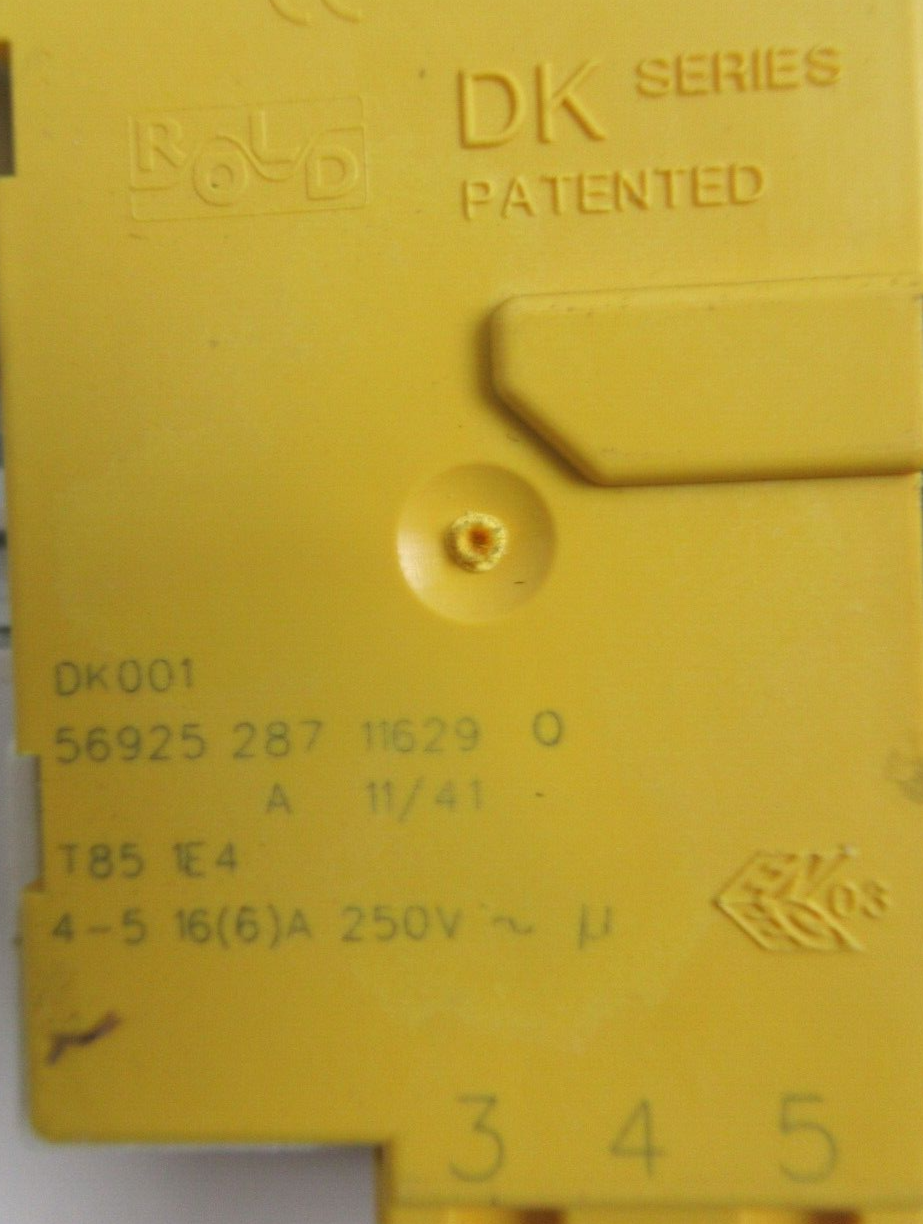 ROLD
DK SERIES
PATENTED
DK001
56925 287 11629 0
A 11/41
T85 1E4
4-5 16(6)A 250V ~ µ
03
3 4 5